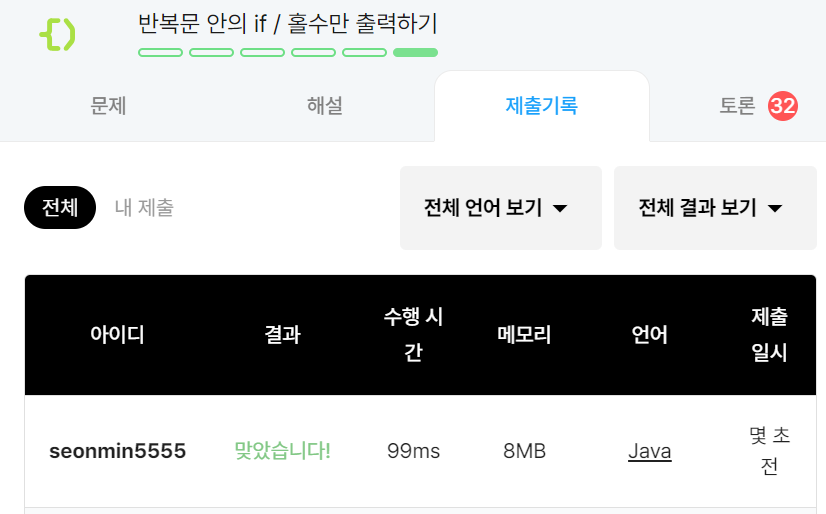 반복문 안의 if / 홀수만 출력하기
문제 해설 제출기록 토론 32
전체 내 제출 전체 언어 보기 전체 결과 보기
아이디 결과 수행 시간 메모리 언어 제출 일시
seonmin5555 맞았습니다! 99ms 8MB Java 몇 초 전